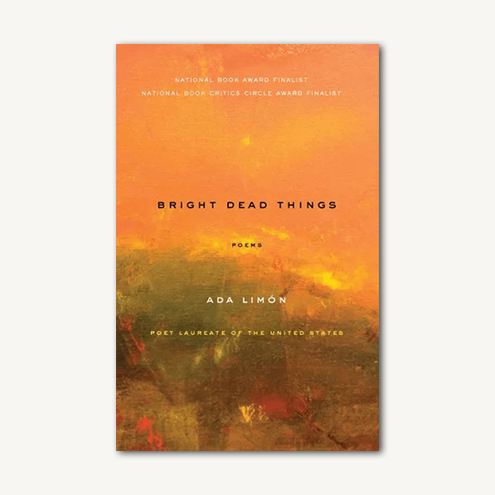 NATIONAL BOOK AWARD FINALIST
NATIONAL BOOK CRITICS CIRCLE AWARD FINALIST
BRIGHT DEAD THINGS
POEMS
ADA LIMÓN
POET LAUREATE OF THE UNITED STATES